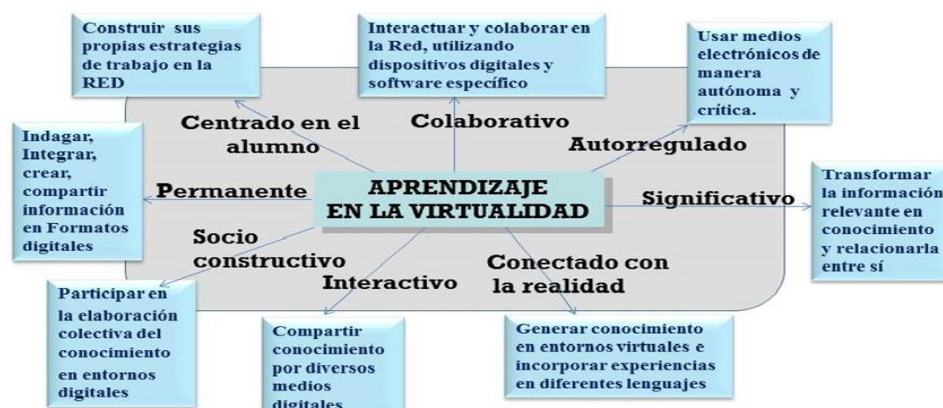 Construir sus
propias estrategias
de trabajo en la
RED
Interactuar y colaborar en
la Red, utilizando
dispositivos digitales y
software específico
Usar medios
electrónicos de
manera
autónoma y
crítica.
Centrado en el
alumno
Colaborativo
Autorregulado
Indagar,
Integrar,
crear,
compartir
información
en Formatos
digitales
Permanente
APRENDIZAJE
EN LA VIRTUALIDAD
Significativo
Transformar
la información
relevante en
conocimiento
y relacionarla
entre sí
Socio
constructivo
Interactivo
Conectado con
la realidad
Participar en
la elaboración
colectiva del
conocimiento
en entornos
digitales
Compartir
conocimiento
por diversos
medios
digitales
Generar conocimiento
en entornos virtuales e
incorporar experiencias
en diferentes lenguajes